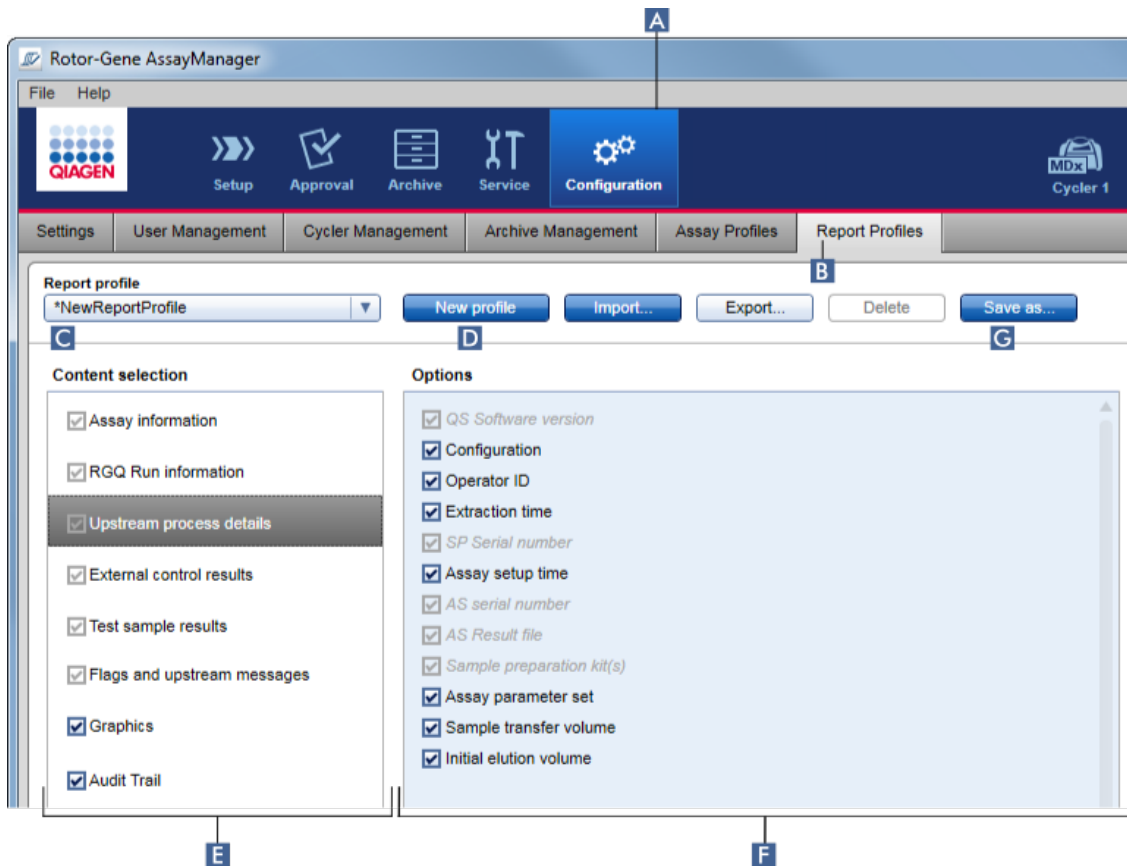 A
Rotor-Gene AssayManager
File Help
QIAGEN
Setup Approval Archive Service Configuration MDx Cycler 1
Settings User Management Cycler Management Archive Management Assay Profiles Report Profiles
B
Report profile
*NewReportProfile New profile Import... Export... Delete Save as...
C D G
Content selection
Assay information
RGQ Run information
Upstream process details
External control results
Test sample results
Flags and upstream messages
Graphics
Audit Trail
Options
QS Software version
Configuration
Operator ID
Extraction time
SP Serial number
Assay setup time
AS serial number
AS Result file
Sample preparation kit(s)
Assay parameter set
Sample transfer volume
Initial elution volume
E F